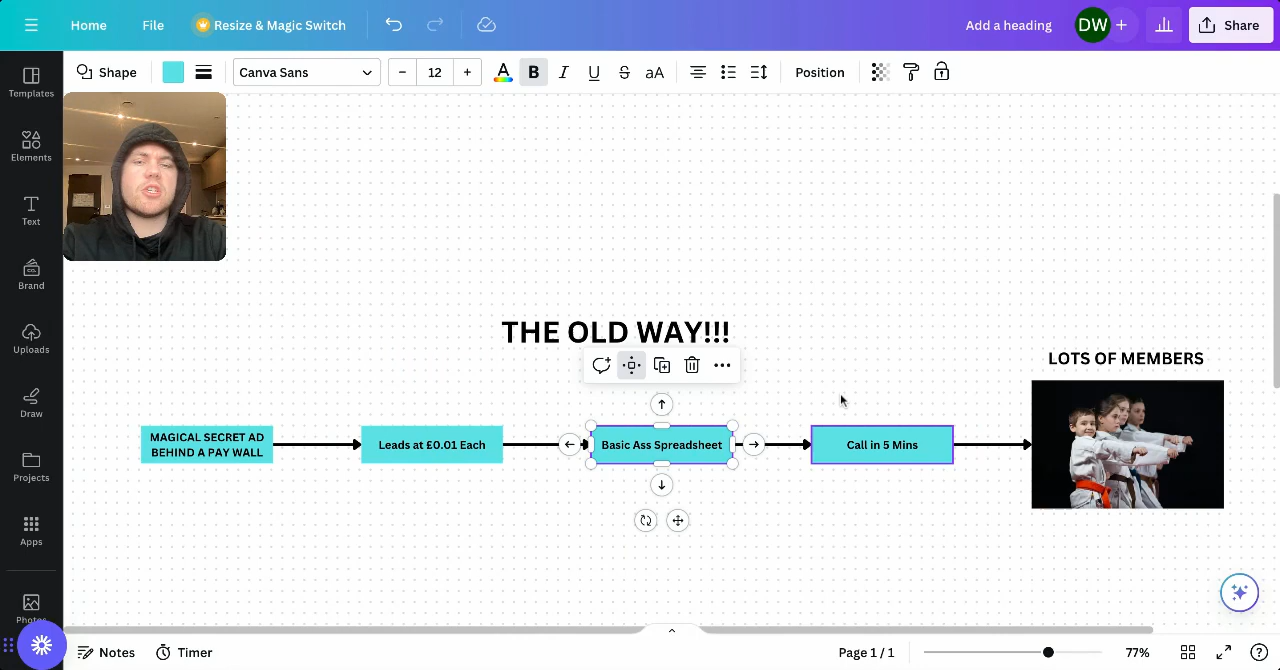 Home
File
Resize & Magic Switch
Add a heading
DW
Share
Templates
Elements
Text
Brand
Uploads
Draw
Projects
Apps
Photos
Shape
Canva Sans
12
A
B
I
U
S
aA
Position
THE OLD WAY!!!
LOTS OF MEMBERS
MAGICAL SECRET AD
BEHIND A PAY WALL
Leads at £0.01 Each
Basic Ass Spreadsheet
Call in 5 Mins
Notes
Timer
Page 1 / 1
77%